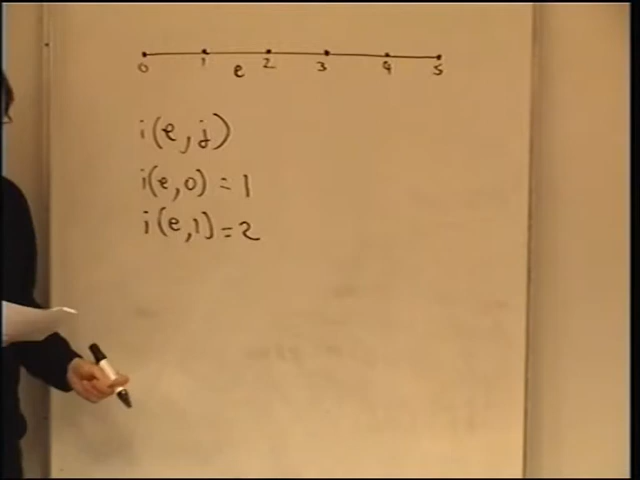 0 1 e 2 3 4 5
i(e,j)
i(e,0) = 1
i(e,1) = 2